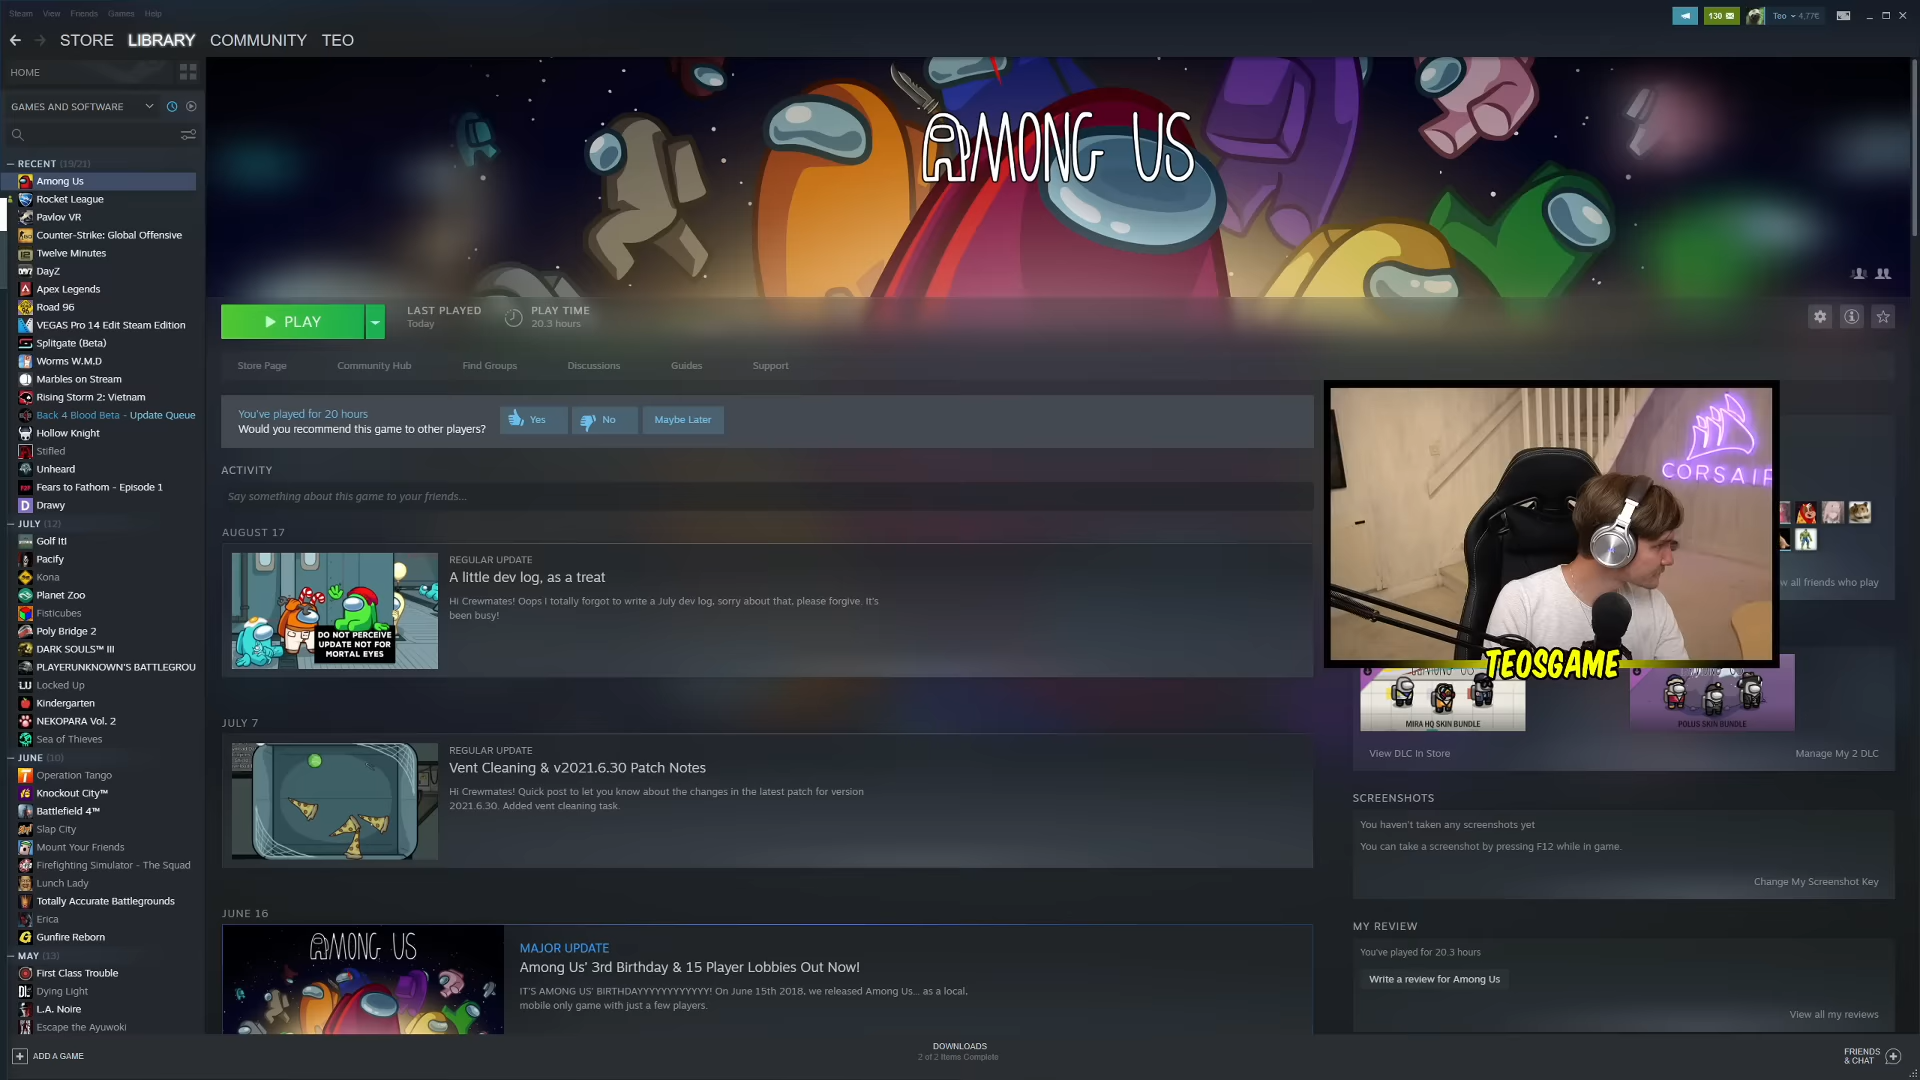 Steam View Friends Games Help
130 Teo 4,77€
STORE LIBRARY COMMUNITY TEO
HOME
GAMES AND SOFTWARE
RECENT (19/21)
Among Us
Rocket League
Pavlov VR
Counter-Strike: Global Offensive
Twelve Minutes
DayZ
Apex Legends
Road 96
VEGAS Pro 14 Edit Steam Edition
Splitgate (Beta)
Worms W.M.D
Marbles on Stream
Rising Storm 2: Vietnam
Back 4 Blood Beta - Update Queue
Hollow Knight
Stifled
Unheard
Fears to Fathom - Episode 1
Drawy
JULY (12)
Golf It!
Pacify
Kona
Planet Zoo
Fisticubes
Poly Bridge 2
DARK SOULS™ III
PLAYERUNKNOWN'S BATTLEGROU
Locked Up
Kindergarten
NEKOPARA Vol. 2
Sea of Thieves
JUNE (10)
Operation Tango
Knockout City™
Battlefield 4™
Slap City
Mount Your Friends
Firefighting Simulator - The Squad
Lunch Lady
Totally Accurate Battlegrounds
Erica
Gunfire Reborn
MAY (13)
First Class Trouble
Dying Light
L.A. Noire
Escape the Ayuwoki
ADD A GAME
AMONG US
PLAY
LAST PLAYED
Today
PLAY TIME
20.3 hours
Store Page Community Hub Find Groups Discussions Guides Support
You've played for 20 hours
Would you recommend this game to other players?
Yes No Maybe Later
ACTIVITY
Say something about this game to your friends...
AUGUST 17
DO NOT PERCEIVE
UPDATE NOT FOR
MORTAL EYES
REGULAR UPDATE
A little dev log, as a treat
Hi Crewmates! Oops I totally forgot to write a July dev log, sorry about that, please forgive. It's
been busy!
JULY 7
REGULAR UPDATE
Vent Cleaning & v2021.6.30 Patch Notes
Hi Crewmates! Quick post to let you know about the changes in the latest patch for version
2021.6.30. Added vent cleaning task.
JUNE 16
AMONG US
MAJOR UPDATE
Among Us' 3rd Birthday & 15 Player Lobbies Out Now!
IT'S AMONG US' BIRTHDAYYYYYYYYYYY! On June 15th 2018, we released Among Us... as a local,
mobile only game with just a few players.
CORSAIR
TEOSGAME
w all friends who play
MIRA HQ SKIN BUNDLE
POLUS SKIN BUNDLE
View DLC In Store
Manage My 2 DLC
SCREENSHOTS
You haven't taken any screenshots yet
You can take a screenshot by pressing F12 while in game.
Change My Screenshot Key
MY REVIEW
You've played for 20.3 hours
Write a review for Among Us
View all my reviews
DOWNLOADS
2 of 2 Items Complete
FRIENDS
& CHAT